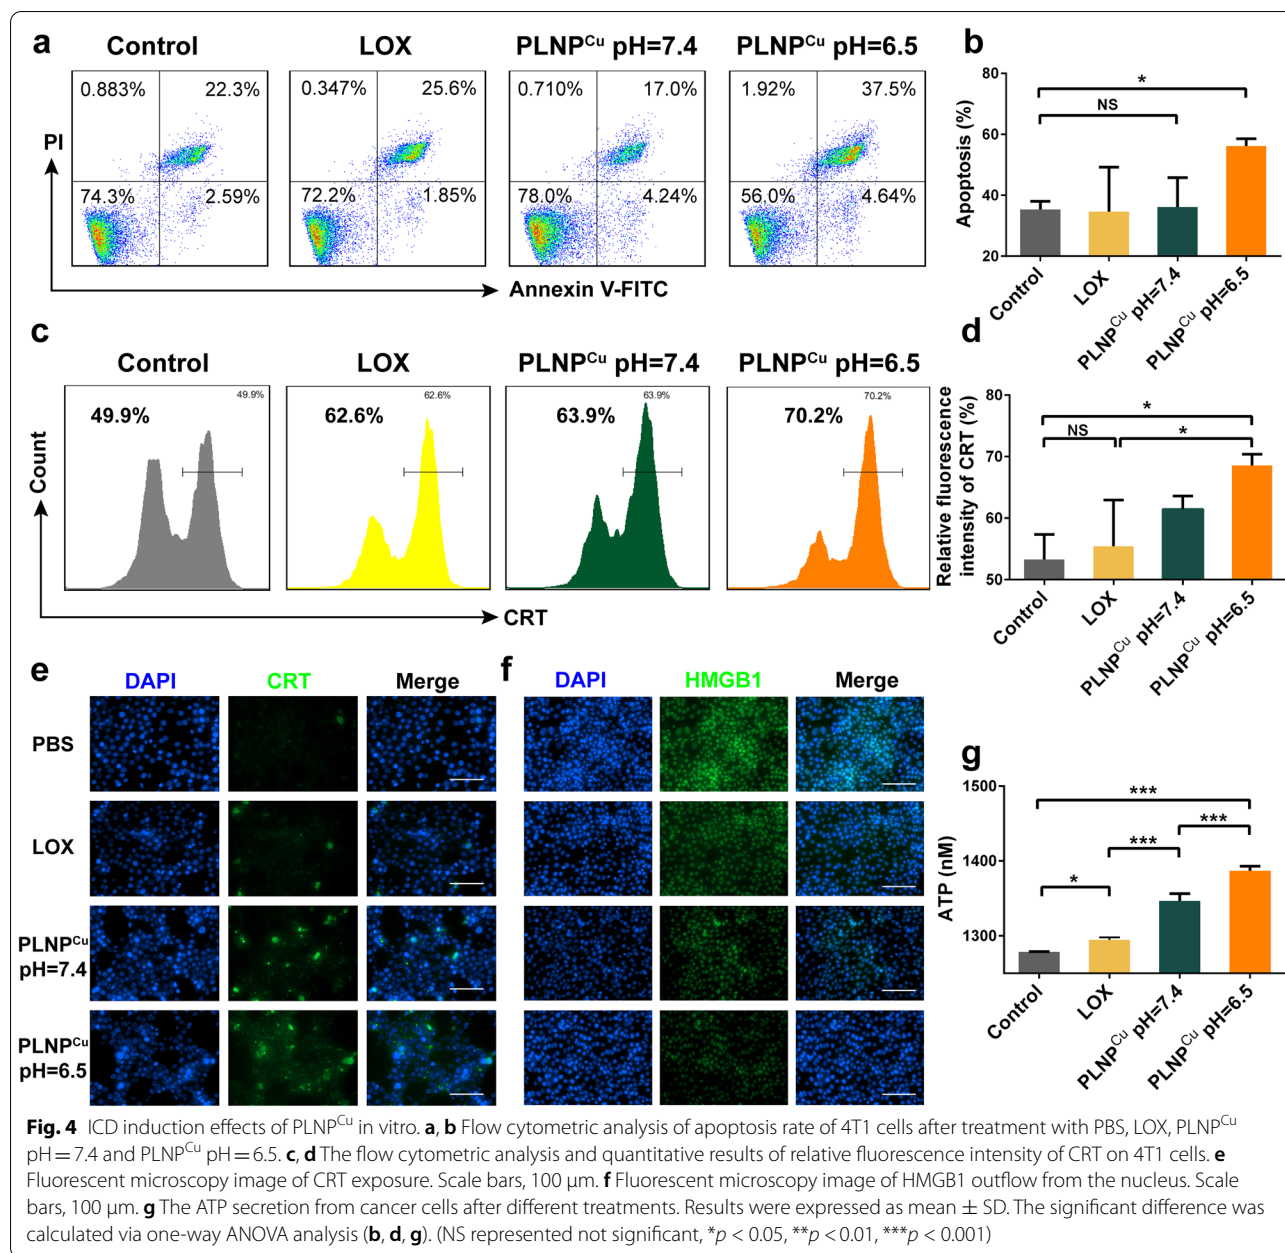 a
Control
LOX
PLNPCu pH=7.4
PLNPCu pH=6.5
0.883%
22.3%
0.347%
25.6%
0.710%
17.0%
1.92%
37.5%
PI
74.3%
2.59%
72.2%
1.85%
78.0%
4.24%
56.0%
4.64%
Annexin V-FITC
b
Apoptosis (%)
80
60
40
20
*
NS
Control
LOX
PLNPCu pH=7.4
PLNPCu pH=6.5
c
Control
LOX
PLNPCu pH=7.4
PLNPCu pH=6.5
49.9%
49.9%
62.6%
62.6%
63.9%
63.9%
70.2%
70.2%
Count
CRT
d
Relative fluorescence
intensity of CRT (%)
80
70
60
50
*
NS
*
Control
LOX
PLNPCu pH=7.4
PLNPCu pH=6.5
e
DAPI
CRT
Merge
PBS
LOX
PLNPCu
pH=7.4
PLNPCu
pH=6.5
f
DAPI
HMGB1
Merge
g
ATP (nM)
1500
1400
1300
***
***
***
*
Control
LOX
PLNPCu pH=7.4
PLNPCu pH=6.5
Fig. 4 ICD induction effects of PLNPCu in vitro. a, b Flow cytometric analysis of apoptosis rate of 4T1 cells after treatment with PBS, LOX, PLNPCu
pH = 7.4 and PLNPCu pH = 6.5. c, d The flow cytometric analysis and quantitative results of relative fluorescence intensity of CRT on 4T1 cells. e
Fluorescent microscopy image of CRT exposure. Scale bars, 100 μm. f Fluorescent microscopy image of HMGB1 outflow from the nucleus. Scale
bars, 100 μm. g The ATP secretion from cancer cells after different treatments. Results were expressed as mean ± SD. The significant difference was
calculated via one-way ANOVA analysis (b, d, g). (NS represented not significant, *p < 0.05, **p < 0.01, ***p < 0.001)